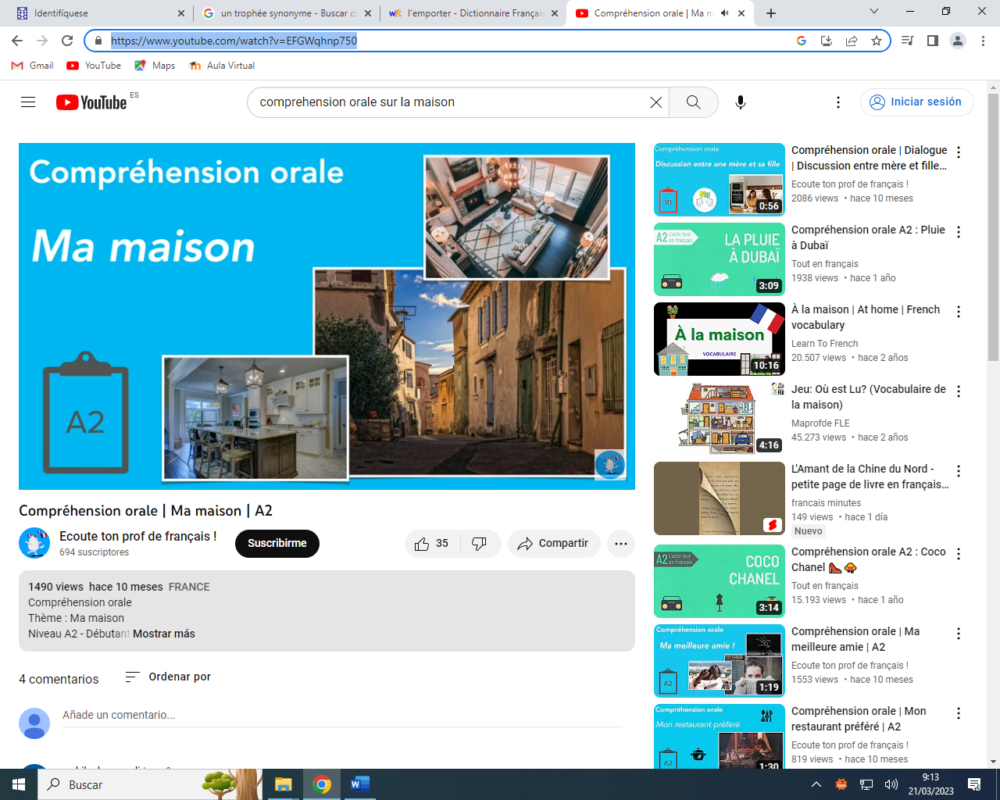 Identifíquese
un trophée synonyme - Buscar co
l'emporter - Dictionnaire Françai
Compréhension orale | Ma m
https://www.youtube.com/watch?v=EFGWqhnp750
Gmail
YouTube
Maps
Aula Virtual
YouTube ES
comprehension orale sur la maison
Iniciar sesión
Compréhension orale
Ma maison
A2
Compréhension orale | Ma maison | A2
Ecoute ton prof de français !
694 suscriptores
Suscribirme
35
Compartir
1490 views hace 10 meses FRANCE
Compréhension orale
Thème : Ma maison
Niveau A2 - Débutant Mostrar más
4 comentarios
Ordenar por
Añade un comentario...
Compréhension orale
Discussion entre une mère et sa fille
B1
0:56
Compréhension orale | Dialogue
| Discussion entre mère et fille...
Ecoute ton prof de français !
2086 views • hace 10 meses
A2 L'actu tout en français
LA PLUIE
À DUBAÏ
3:09
Compréhension orale A2 : Pluie
à Dubaï
Tout en français
1938 views • hace 1 año
À la maison
VOCABULAIRE
10:16
À la maison | At home | French
vocabulary
Learn To French
20.507 views • hace 2 años
4:16
Jeu: Où est Lu? (Vocabulaire de
la maison)
Maprofde FLE
45.273 views • hace 2 años
L'Amant de la Chine du Nord -
petite page de livre en français...
francais minutes
149 views • hace 1 día
Nuevo
A2 L'actu tout en français
COCO
CHANEL
3:14
Compréhension orale A2 : Coco
Chanel 👠👒
Tout en français
15.193 views • hace 1 año
Compréhension orale
Ma meilleure amie !
A2
1:19
Compréhension orale | Ma
meilleure amie | A2
Ecoute ton prof de français !
1553 views • hace 10 meses
Compréhension orale
Mon restaurant préféré
A2
1:30
Compréhension orale | Mon
restaurant préféré | A2
Ecoute ton prof de français !
819 views • hace 10 meses
Buscar
9:13
21/03/2023